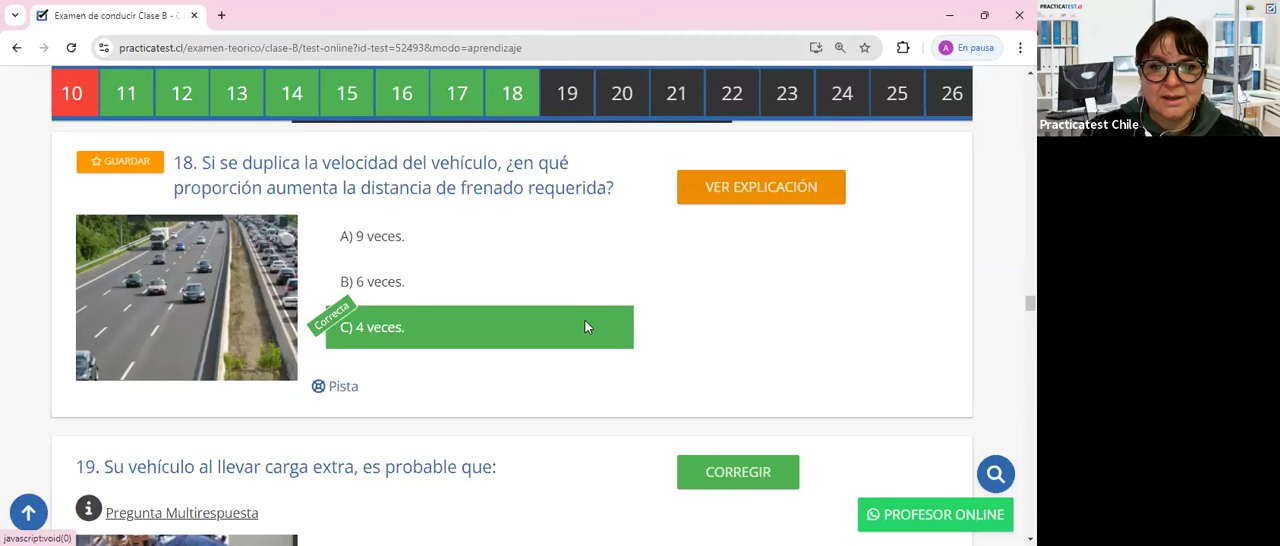 Examen de conducir Clase B - C
practicatest.cl/examen-teorico/clase-B/test-online?id-test=52493&modo=aprendizaje
A
En pausa
10 11 12 13 14 15 16 17 18 19 20 21 22 23 24 25 26
GUARDAR
18. Si se duplica la velocidad del vehículo, ¿en qué
proporción aumenta la distancia de frenado requerida?
VER EXPLICACIÓN
A) 9 veces.
B) 6 veces.
Correcta
C) 4 veces.
Pista
19. Su vehículo al llevar carga extra, es probable que:
CORREGIR
Pregunta Multirespuesta
PROFESOR ONLINE
javascript:void(0)
PRACTICATEST.cl
Practicatest Chile